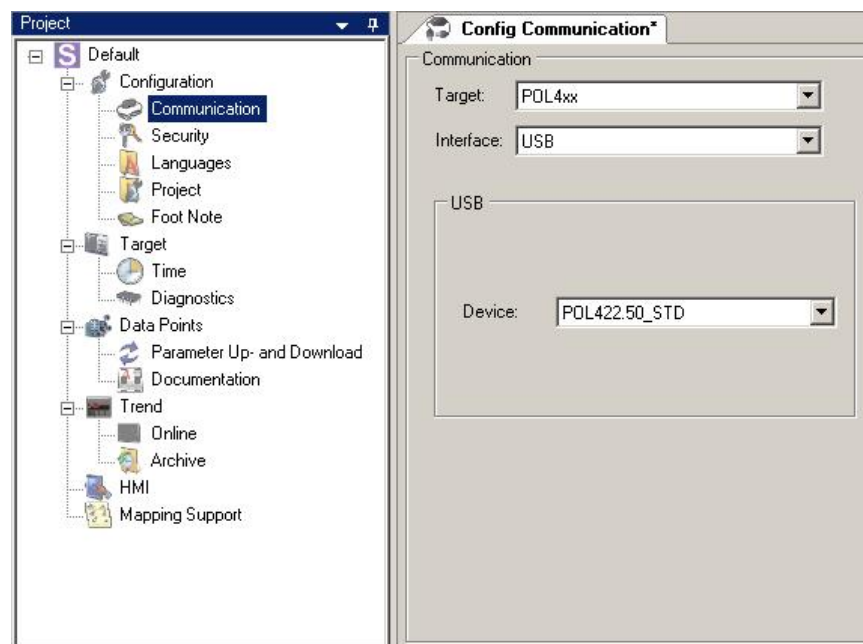 Project
Default
Configuration
Communication
Security
Languages
Project
Foot Note
Target
Time
Diagnostics
Data Points
Parameter Up- and Download
Documentation
Trend
Online
Archive
HMI
Mapping Support
Config Communication*
Communication
Target: POL4xx
Interface: USB
USB
Device: POL422.50_STD